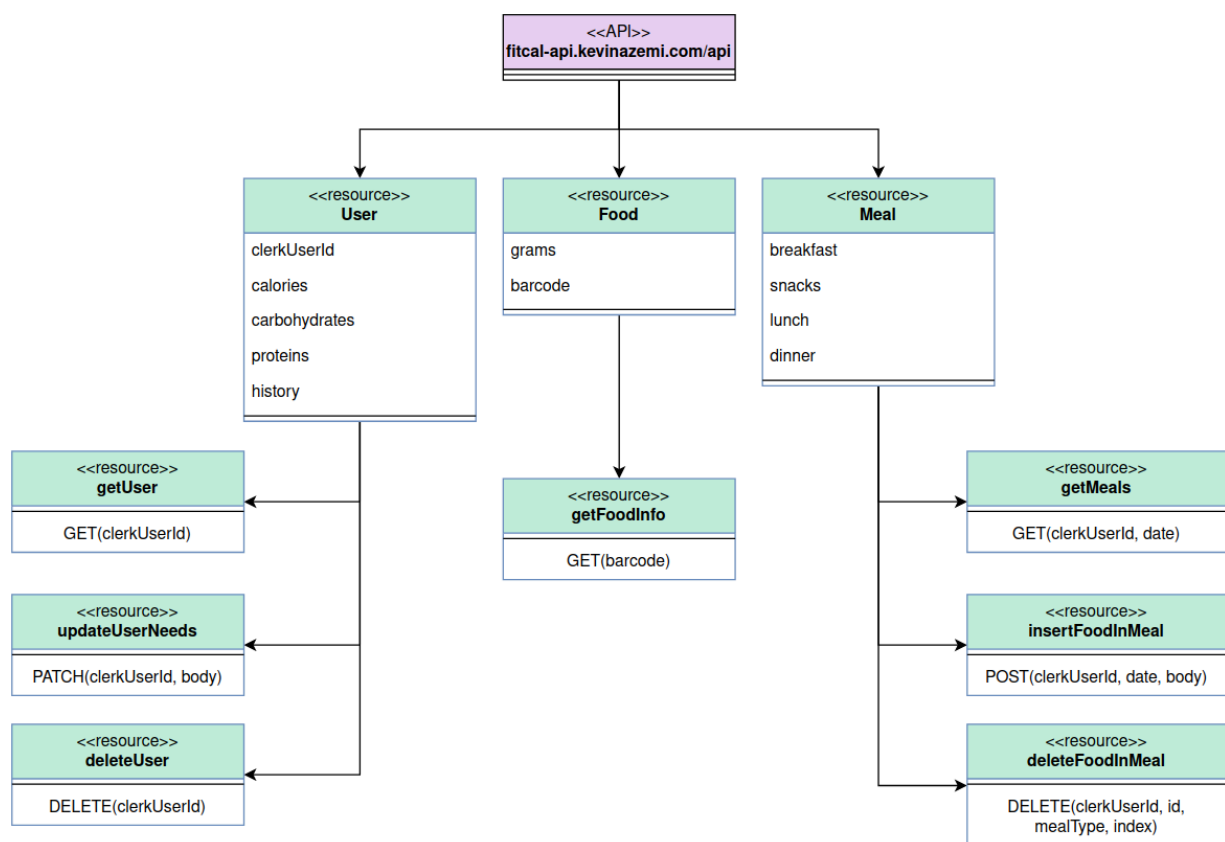 <<API>>
fitcal-api.kevinazemi.com/api
<<resource>>
User
clerkUserId
calories
carbohydrates
proteins
history
<<resource>>
Food
grams
barcode
<<resource>>
Meal
breakfast
snacks
lunch
dinner
<<resource>>
getUser
GET(clerkUserId)
<<resource>>
updateUserNeeds
PATCH(clerkUserId, body)
<<resource>>
deleteUser
DELETE(clerkUserId)
<<resource>>
getFoodInfo
GET(barcode)
<<resource>>
getMeals
GET(clerkUserId, date)
<<resource>>
insertFoodInMeal
POST(clerkUserId, date, body)
<<resource>>
deleteFoodInMeal
DELETE(clerkUserId, id,
mealType, index)